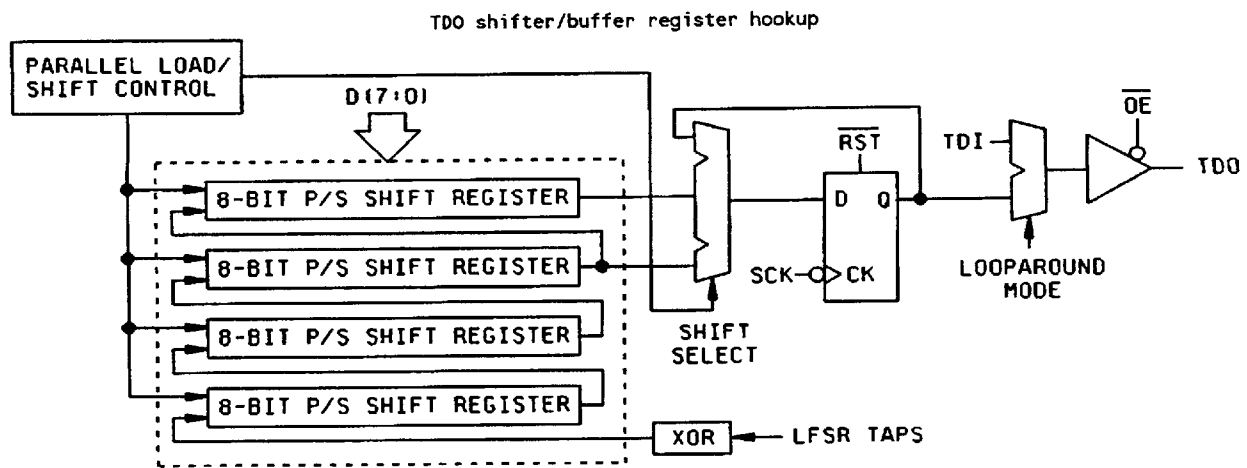 TDO shifter/buffer register hookup
PARALLEL LOAD/
SHIFT CONTROL
D(7:0)
8-BIT P/S SHIFT REGISTER
8-BIT P/S SHIFT REGISTER
8-BIT P/S SHIFT REGISTER
8-BIT P/S SHIFT REGISTER
XOR
LFSR TAPS
SHIFT
SELECT
RST
D Q
SCK
CK
TDI
LOOPAROUND
MODE
OE
TDO